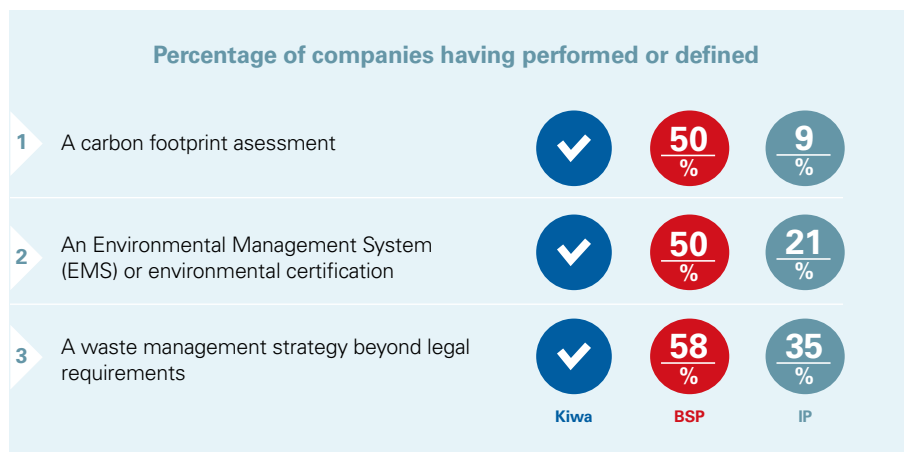 Percentage of companies having performed or defined
1
A carbon footprint asessment
50
%
9
%
2
An Environmental Management System
(EMS) or environmental certification
50
%
21
%
3
A waste management strategy beyond legal
requirements
58
%
35
%
Kiwa
BSP
IP